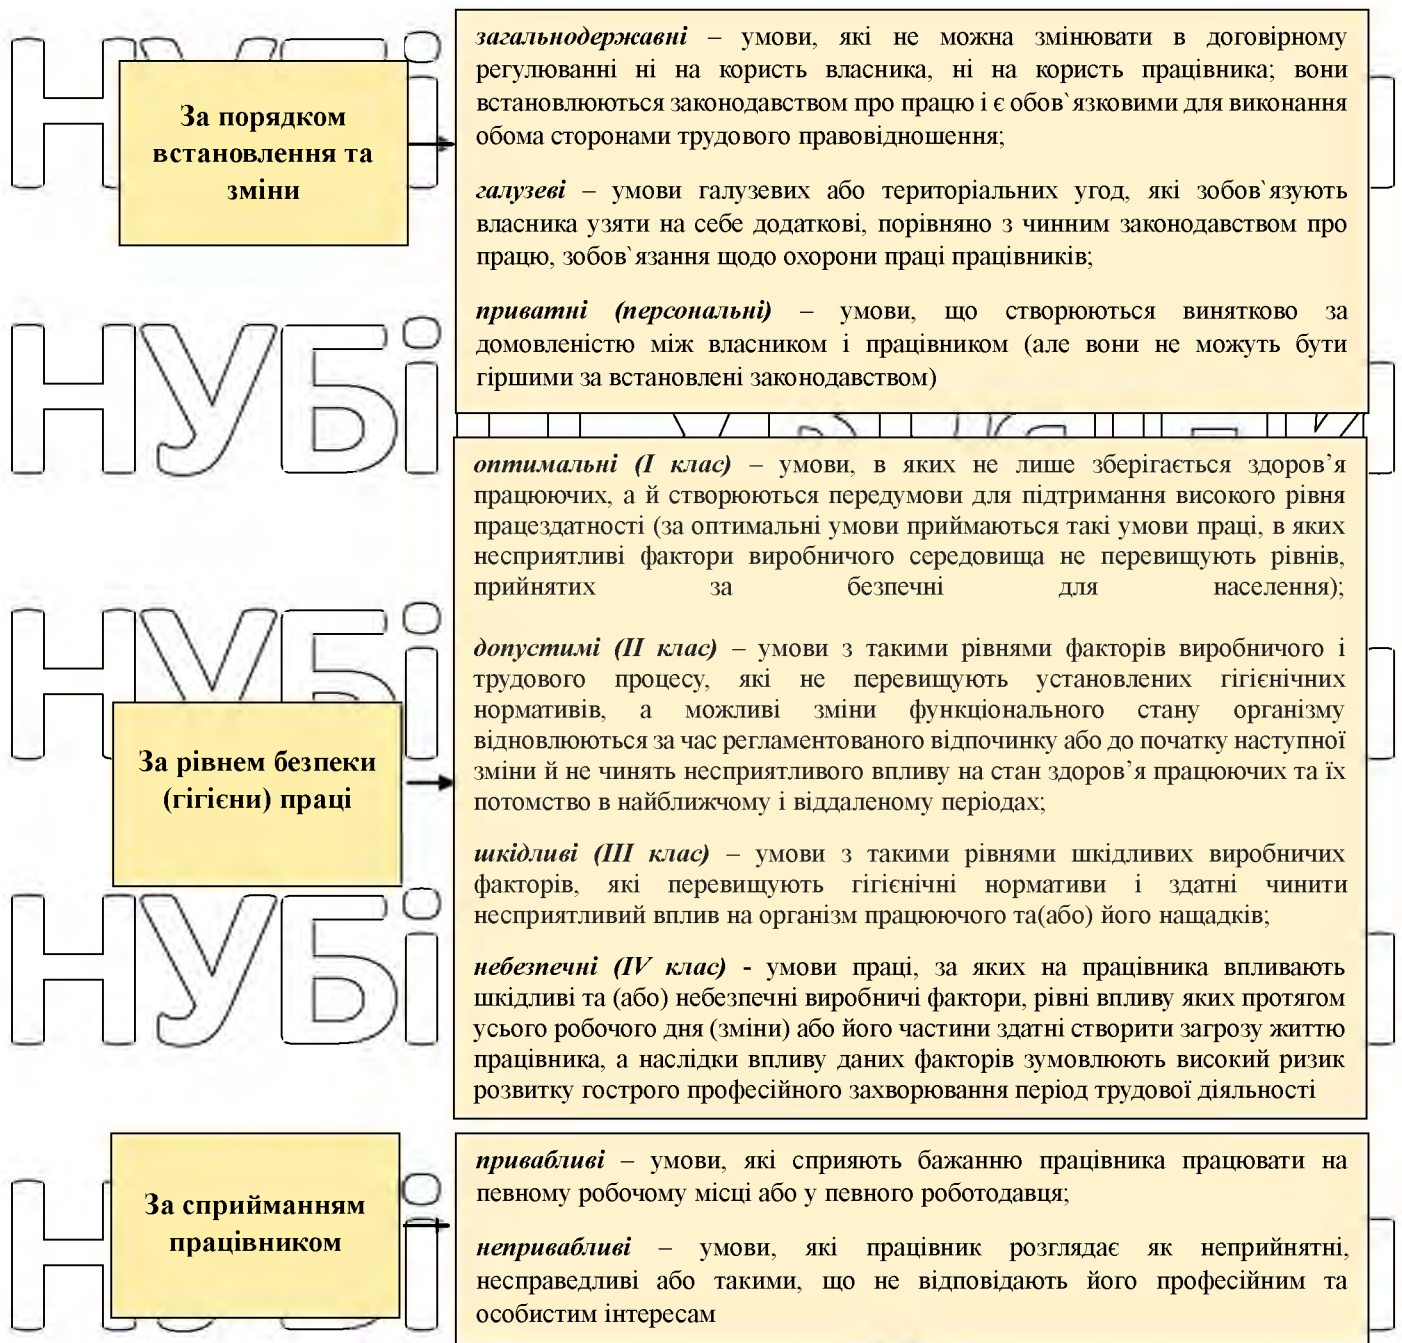 За порядком
встановлення та
зміни
загальнодержавні – умови, які не можна змінювати в договірному
регулюванні ні на користь власника, ні на користь працівника; вони
встановлюються законодавством про працю і є обов`язковими для виконання
обома сторонами трудового правовідношення;
галузеві – умови галузевих або територіальних угод, які зобов`язують
власника узяти на себе додаткові, порівняно з чинним законодавством про
працю, зобов`язання щодо охорони праці працівників;
приватні (персональні) – умови, що створюються винятково за
домовленістю між власником і працівником (але вони не можуть бути
гіршими за встановлені законодавством)
НУБі
За рівнем безпеки
(гігієни) праці
оптимальні (I клас) – умови, в яких не лише зберігається здоров’я
працюючих, а й створюються передумови для підтримання високого рівня
працездатності (за оптимальні умови приймаються такі умови праці, в яких
несприятливі фактори виробничого середовища не перевищують рівнів,
прийнятих за безпечні для населення);
допустимі (II клас) – умови з такими рівнями факторів виробничого і
трудового процесу, які не перевищують установлених гігієнічних
нормативів, а можливі зміни функціонального стану організму
відновлюються за час регламентованого відпочинку або до початку наступної
зміни й не чинять несприятливого впливу на стан здоров’я працюючих та їх
потомство в найближчому і віддаленому періодах;
шкідливі (III клас) – умови з такими рівнями шкідливих виробничих
факторів, які перевищують гігієнічні нормативи і здатні чинити
несприятливий вплив на організм працюючого та(або) його нащадків;
небезпечні (IV клас) - умови праці, за яких на працівника впливають
шкідливі та (або) небезпечні виробничі фактори, рівні впливу яких протягом
усього робочого дня (зміни) або його частини здатні створити загрозу життю
працівника, а наслідки впливу даних факторів зумовлюють високий ризик
розвитку гострого професійного захворювання період трудової діяльності
НУБі
НУБі
За сприйманням
працівником
привабливі – умови, які сприяють бажанню працівника працювати на
певному робочому місці або у певного роботодавця;
непривабливі – умови, які працівник розглядає як неприйнятні,
несправедливі або такими, що не відповідають його професійним та
особистим інтересам